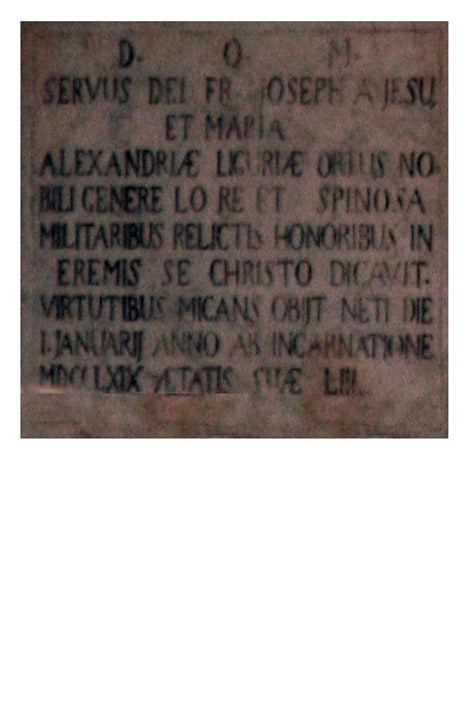 D. O. M.
SERVUS DEI FR. JOSEPH A JESU
ET MARIA
ALEXANDRIÆ LIGURIÆ ORTUS NO-
BILI GENERE LO RE ET SPINOSA
MILITARIBUS RELICTIS HONORIBUS IN
EREMIS SE CHRISTO DICAVIT.
VIRTUTIBUS MICANS OBIJT NETI DIE
I. JANUARIJ ANNO AB INCARNATIONE
MDCCLXIX ÆTATIS SUÆ LIII.